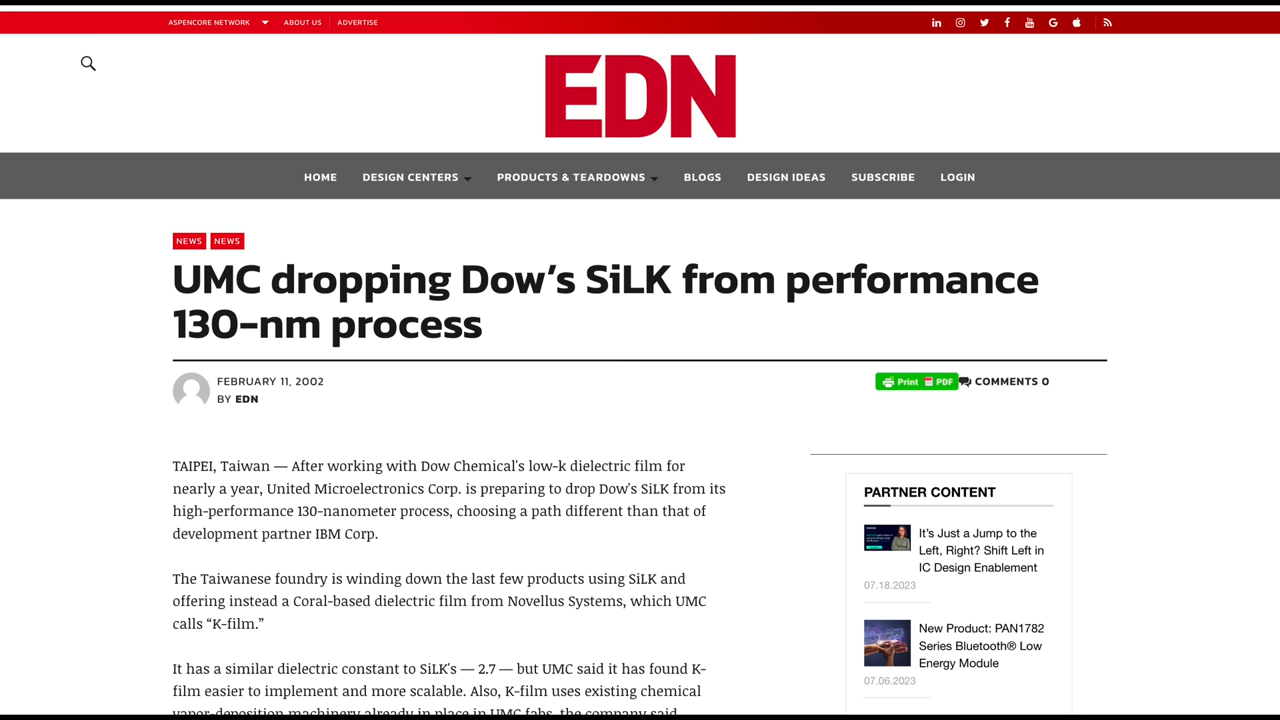 ASPENCORE NETWORK ABOUT US ADVERTISE
EDN
HOME DESIGN CENTERS PRODUCTS & TEARDOWNS BLOGS DESIGN IDEAS SUBSCRIBE LOGIN
NEWS NEWS
UMC dropping Dow’s SiLK from performance
130-nm process
FEBRUARY 11, 2002
BY EDN
Print PDF COMMENTS 0
TAIPEI, Taiwan — After working with Dow Chemical's low-k dielectric film for
nearly a year, United Microelectronics Corp. is preparing to drop Dow's SiLK from its
high-performance 130-nanometer process, choosing a path different than that of
development partner IBM Corp.
The Taiwanese foundry is winding down the last few products using SiLK and
offering instead a Coral-based dielectric film from Novellus Systems, which UMC
calls “K-film.”
It has a similar dielectric constant to SiLK's — 2.7 — but UMC said it has found K-
film easier to implement and more scalable. Also, K-film uses existing chemical
vapor-deposition machinery already in place in UMC fabs, the company said.
PARTNER CONTENT
It’s Just a Jump to the
Left, Right? Shift Left in
IC Design Enablement
07.18.2023
New Product: PAN1782
Series Bluetooth® Low
Energy Module
07.06.2023